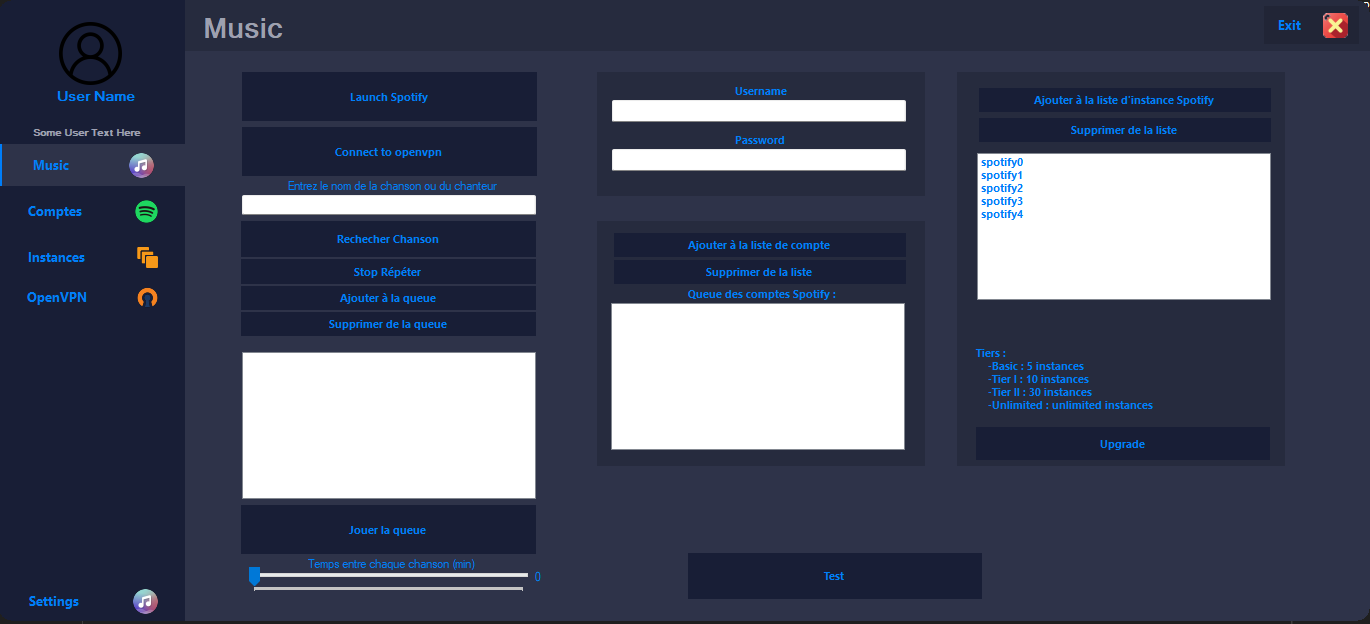 User Name
Some User Text Here
Music
Comptes
Instances
OpenVPN
Settings
Music
Exit
Launch Spotify
Connect to openvpn
Entrez le nom de la chanson ou du chanteur
Rechecher Chanson
Stop Répéter
Ajouter à la queue
Supprimer de la queue
Jouer la queue
Temps entre chaque chanson (min)
0
Username
Password
Ajouter à la liste de compte
Supprimer de la liste
Queue des comptes Spotify :
Test
Ajouter à la liste d'instance Spotify
Supprimer de la liste
spotify0
spotify1
spotify2
spotify3
spotify4
Tiers :
-Basic : 5 instances
-Tier I : 10 instances
-Tier II : 30 instances
-Unlimited : unlimited instances
Upgrade